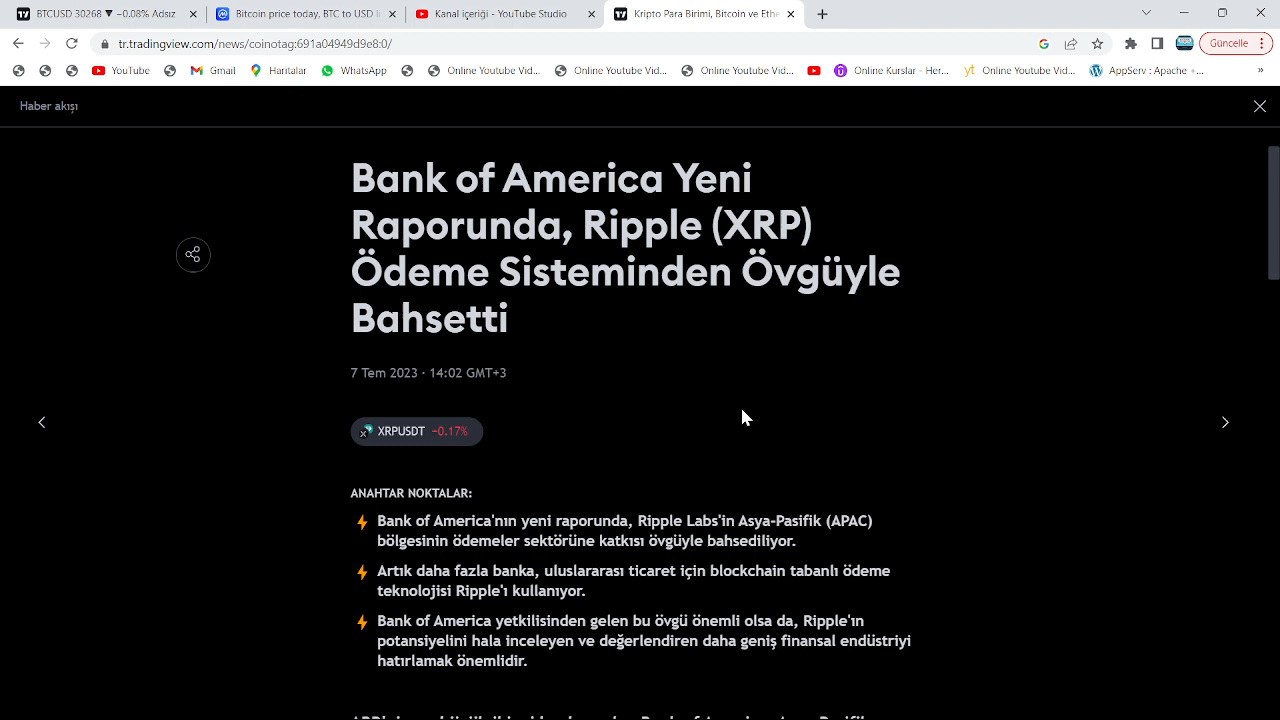 BTCUSD 30268 ▼ −0.08% Adsız
Bitcoin price today, BTC to USD li
Kanal içeriği - YouTube Studio
Kripto Para Birimi, Bitcoin ve Ethe
tr.tradingview.com/news/coinotag:691a04949d9e8:0/
Güncelle
YouTube
Gmail
Haritalar
WhatsApp
Online Youtube Vid...
Online Youtube Vid...
Online Youtube Vid...
Online Kurslar - Her...
yt Online Youtube Vid...
AppServ : Apache +...
»
Haber akışı
Bank of America Yeni
Raporunda, Ripple (XRP)
Ödeme Sisteminden Övgüyle
Bahsetti
7 Tem 2023 · 14:02 GMT+3
XRPUSDT −0.17%
ANAHTAR NOKTALAR:
Bank of America'nın yeni raporunda, Ripple Labs'in Asya-Pasifik (APAC)
bölgesinin ödemeler sektörüne katkısı övgüyle bahsediliyor.
Artık daha fazla banka, uluslararası ticaret için blockchain tabanlı ödeme
teknolojisi Ripple'ı kullanıyor.
Bank of America yetkilisinden gelen bu övgü önemli olsa da, Ripple'ın
potansiyelini hala inceleyen ve değerlendiren daha geniş finansal endüstriyi
hatırlamak önemlidir.